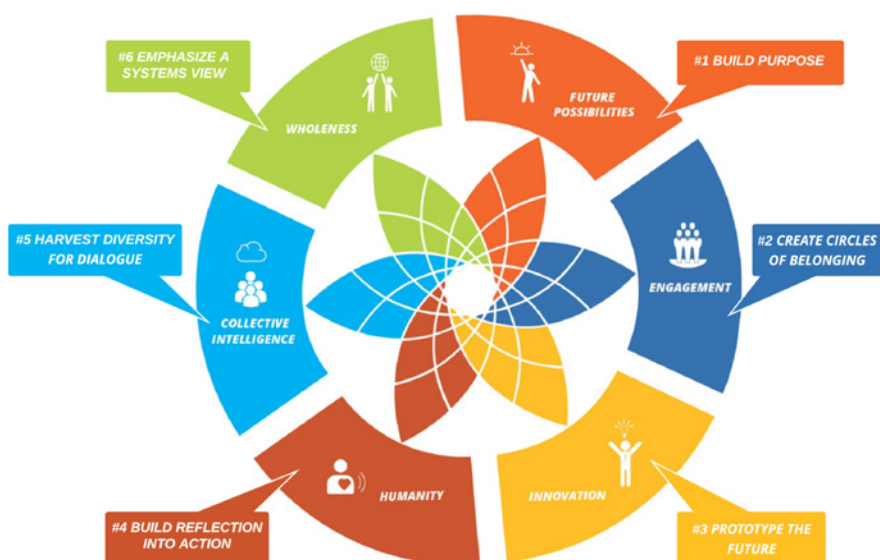 #1 BUILD PURPOSE
FUTURE
POSSIBILITIES
#2 CREATE CIRCLES
OF BELONGING
ENGAGEMENT
#3 PROTOTYPE THE
FUTURE
INNOVATION
#4 BUILD REFLECTION
INTO ACTION
HUMANITY
#5 HARVEST DIVERSITY
FOR DIALOGUE
COLLECTIVE
INTELLIGENCE
#6 EMPHASIZE A
SYSTEMS VIEW
WHOLENESS